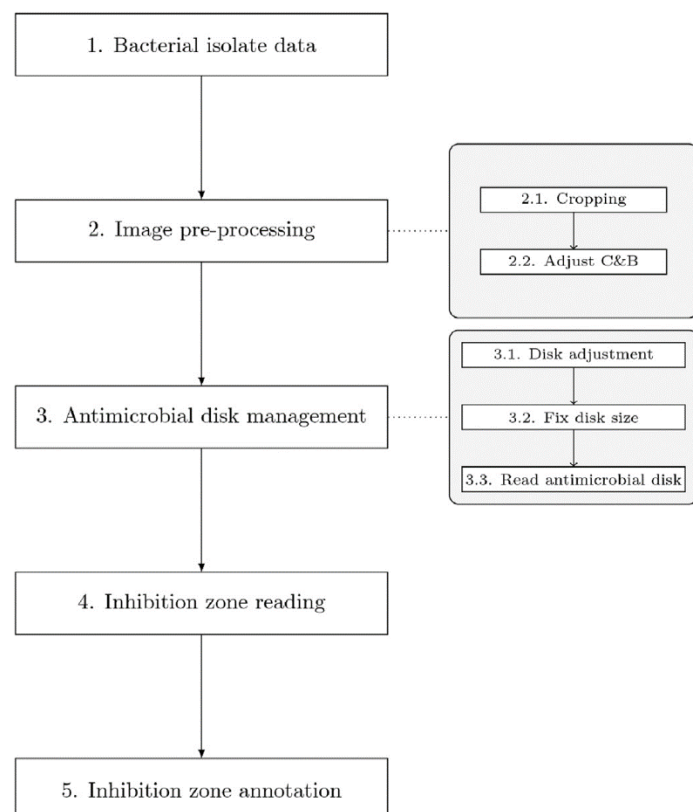 1. Bacterial isolate data
2. Image pre-processing
2.1. Cropping
2.2. Adjust C&B
3. Antimicrobial disk management
3.1. Disk adjustment
3.2. Fix disk size
3.3. Read antimicrobial disk
4. Inhibition zone reading
5. Inhibition zone annotation